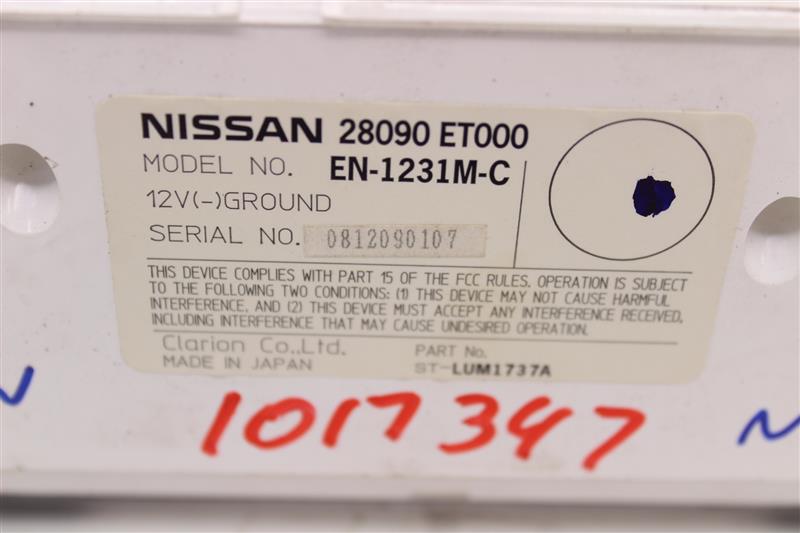 NISSAN 28090 ET000
MODEL NO. EN-1231M-C
12V(-)GROUND
SERIAL NO. 0812090107
THIS DEVICE COMPLIES WITH PART 15 OF THE FCC RULES. OPERATION IS SUBJECT
TO THE FOLLOWING TWO CONDITIONS: (1) THIS DEVICE MAY NOT CAUSE HARMFUL
INTERFERENCE, AND (2) THIS DEVICE MUST ACCEPT ANY INTERFERENCE RECEIVED,
INCLUDING INTERFERENCE THAT MAY CAUSE UNDESIRED OPERATION.
Clarion Co.,Ltd. PART No.
MADE IN JAPAN ST-LUM1737A
1017347